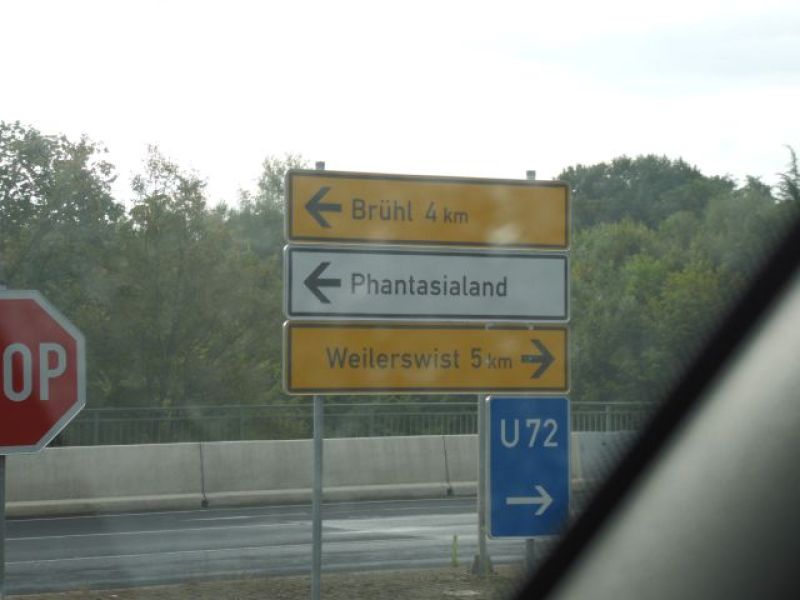 Brühl 4 km
Phantasialand
Weilerswist 5 km
OP
U 72